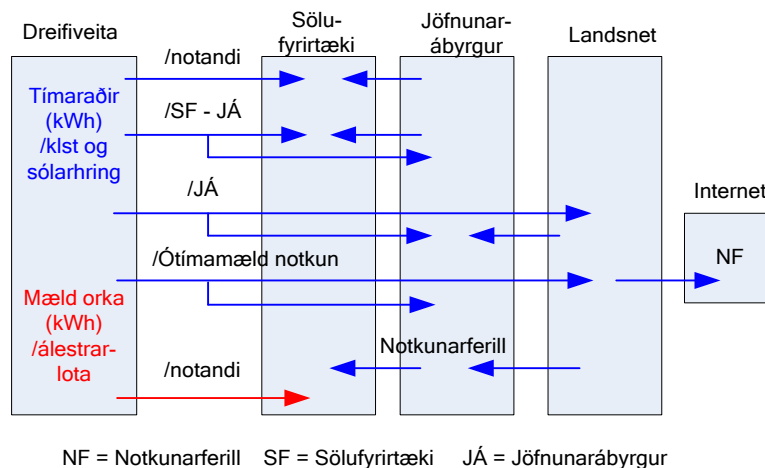 Dreifiveita
Sölu-
fyrirtæki
Jöfnunar-
ábyrgur
Landsnet
/notandi
Tímaraðir
(kWh)
/klst og
sólarhring
/SF - JÁ
/JÁ
Internet
NF
/Ótímamæld notkun
Mæld orka
(kWh)
/álestrar-
lota
Notkunarferill
/notandi
NF = Notkunarferill SF = Sölufyrirtæki JÁ = Jöfnunarábyrgur